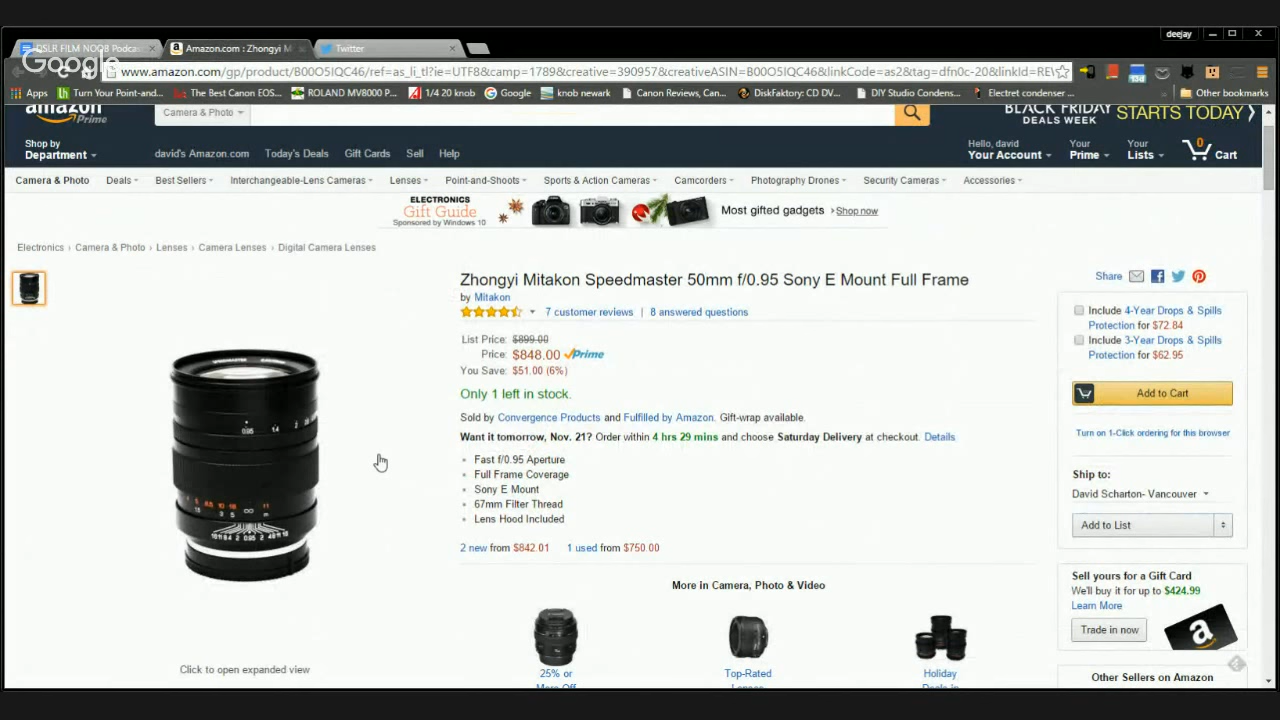 deejay
DSLR FILM NOOB Podca
Amazon.com : Zhongyi M
Twitter
Google
www.amazon.com/gp/product/B00O5IQC46/ref=as_li_tl?ie=UTF8&camp=1789&creative=390957&creativeASIN=B00O5IQC46&linkCode=as2&tag=dfn0c-20&linkId=RE
Apps
Turn Your Point-and...
The Best Canon EOS...
ROLAND MV8000 P...
1/4 20 knob
Google
knob newark
Canon Reviews, Can...
DiskFaktory: CD DV...
DIY Studio Condens...
Electret condenser ...
Other bookmarks
amazon
Prime
Camera & Photo
BLACK FRIDAY
DEALS WEEK
STARTS TODAY
Shop by
Department
david's Amazon.com
Today's Deals
Gift Cards
Sell
Help
Hello, david
Your Account
Your
Prime
Your
Lists
0
Cart
Camera & Photo
Deals
Best Sellers
Interchangeable-Lens Cameras
Lenses
Point-and-Shoots
Sports & Action Cameras
Camcorders
Photography Drones
Security Cameras
Accessories
ELECTRONICS
Gift Guide
Sponsored by Windows 10
Most gifted gadgets
Shop now
Electronics › Camera & Photo › Lenses › Camera Lenses › Digital Camera Lenses
Zhongyi Mitakon Speedmaster 50mm f/0.95 Sony E Mount Full Frame
by Mitakon
7 customer reviews | 8 answered questions
List Price: $899.00
Price: $848.00 Prime
You Save: $51.00 (6%)
Only 1 left in stock.
Sold by Convergence Products and Fulfilled by Amazon. Gift-wrap available.
Want it tomorrow, Nov. 21? Order within 4 hrs 29 mins and choose Saturday Delivery at checkout. Details
Fast f/0.95 Aperture
Full Frame Coverage
Sony E Mount
67mm Filter Thread
Lens Hood Included
2 new from $842.01
1 used from $750.00
More in Camera, Photo & Video
25% or
More Off
Top-Rated
Lenses
Holiday
Deals in
Click to open expanded view
Share
Include 4-Year Drops & Spills
Protection for $72.84
Include 3-Year Drops & Spills
Protection for $62.95
Add to Cart
Turn on 1-Click ordering for this browser
Ship to:
David Scharton- Vancouver
Add to List
Sell yours for a Gift Card
We'll buy it for up to $424.99
Learn More
Trade in now
Other Sellers on Amazon